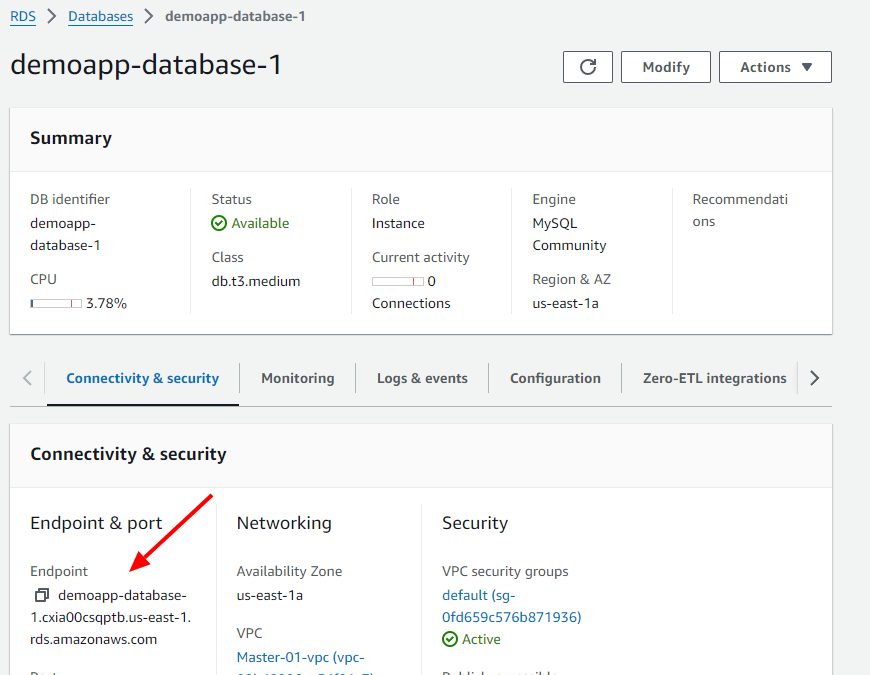 RDS > Databases > demoapp-database-1
demoapp-database-1
Modify
Actions
Summary
DB identifier
demoapp-
database-1
CPU
3.78%
Status
Available
Class
db.t3.medium
Role
Instance
Current activity
0
Connections
Engine
MySQL
Community
Region & AZ
us-east-1a
Recommendati
ons
Connectivity & security
Monitoring
Logs & events
Configuration
Zero-ETL integrations
Connectivity & security
Endpoint & port
Endpoint
demoapp-database-
1.cxia00csqptb.us-east-1.
rds.amazonaws.com
Networking
Availability Zone
us-east-1a
VPC
Master-01-vpc (vpc-
Security
VPC security groups
default (sg-
0fd659c576b871936)
Active